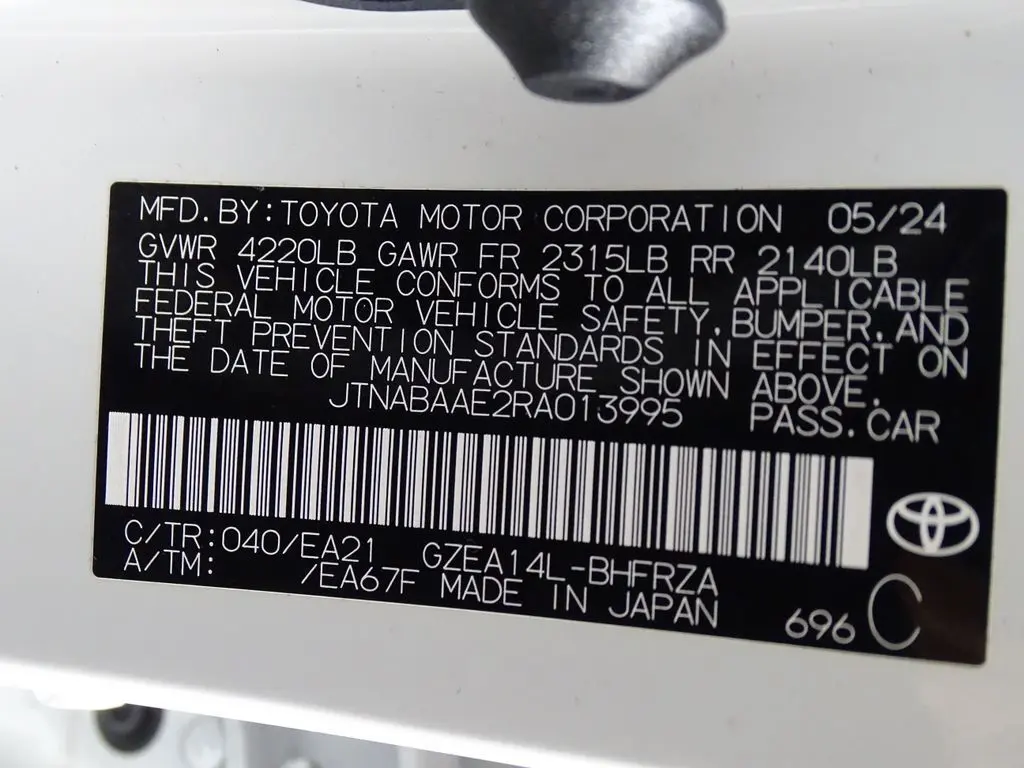 MFD.BY:TOYOTA MOTOR CORPORATION 05/24
GVWR 4220LB GAWR FR 2315LB RR 2140LB
THIS VEHICLE CONFORMS TO ALL APPLICABLE
FEDERAL MOTOR VEHICLE SAFETY,BUMPER,AND
THEFT PREVENTION STANDARDS IN EFFECT ON
THE DATE OF MANUFACTURE SHOWN ABOVE.
JTNABAAE2RA013995 PASS.CAR
C/TR:040/EA21 GZEA14L-BHFRZA
A/TM: /EA67F MADE IN JAPAN 696 C